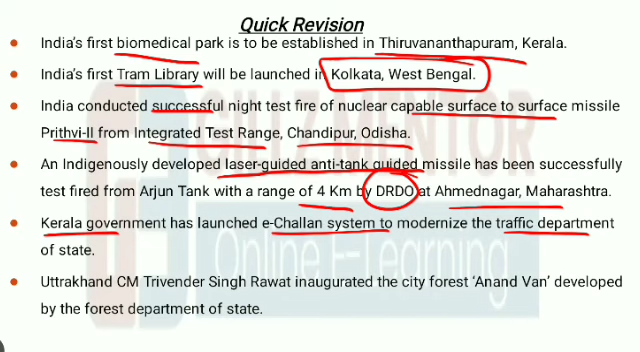 Quick Revision
India's first biomedical park is to be established in Thiruvananthapuram, Kerala.
India's first Tram Library will be launched in Kolkata, West Bengal.
India conducted successful night test fire of nuclear capable surface to surface missile
Prithvi-II from Integrated Test Range, Chandipur, Odisha.
An Indigenously developed laser-guided anti-tank guided missile has been successfully
test fired from Arjun Tank with a range of 4 Km by DRDO at Ahmednagar, Maharashtra.
Kerala government has launched e-Challan system to modernize the traffic department
of state.
Uttrakhand CM Trivender Singh Rawat inaugurated the city forest 'Anand Van' developed
by the forest department of state.
MENTOR
Online E-learning